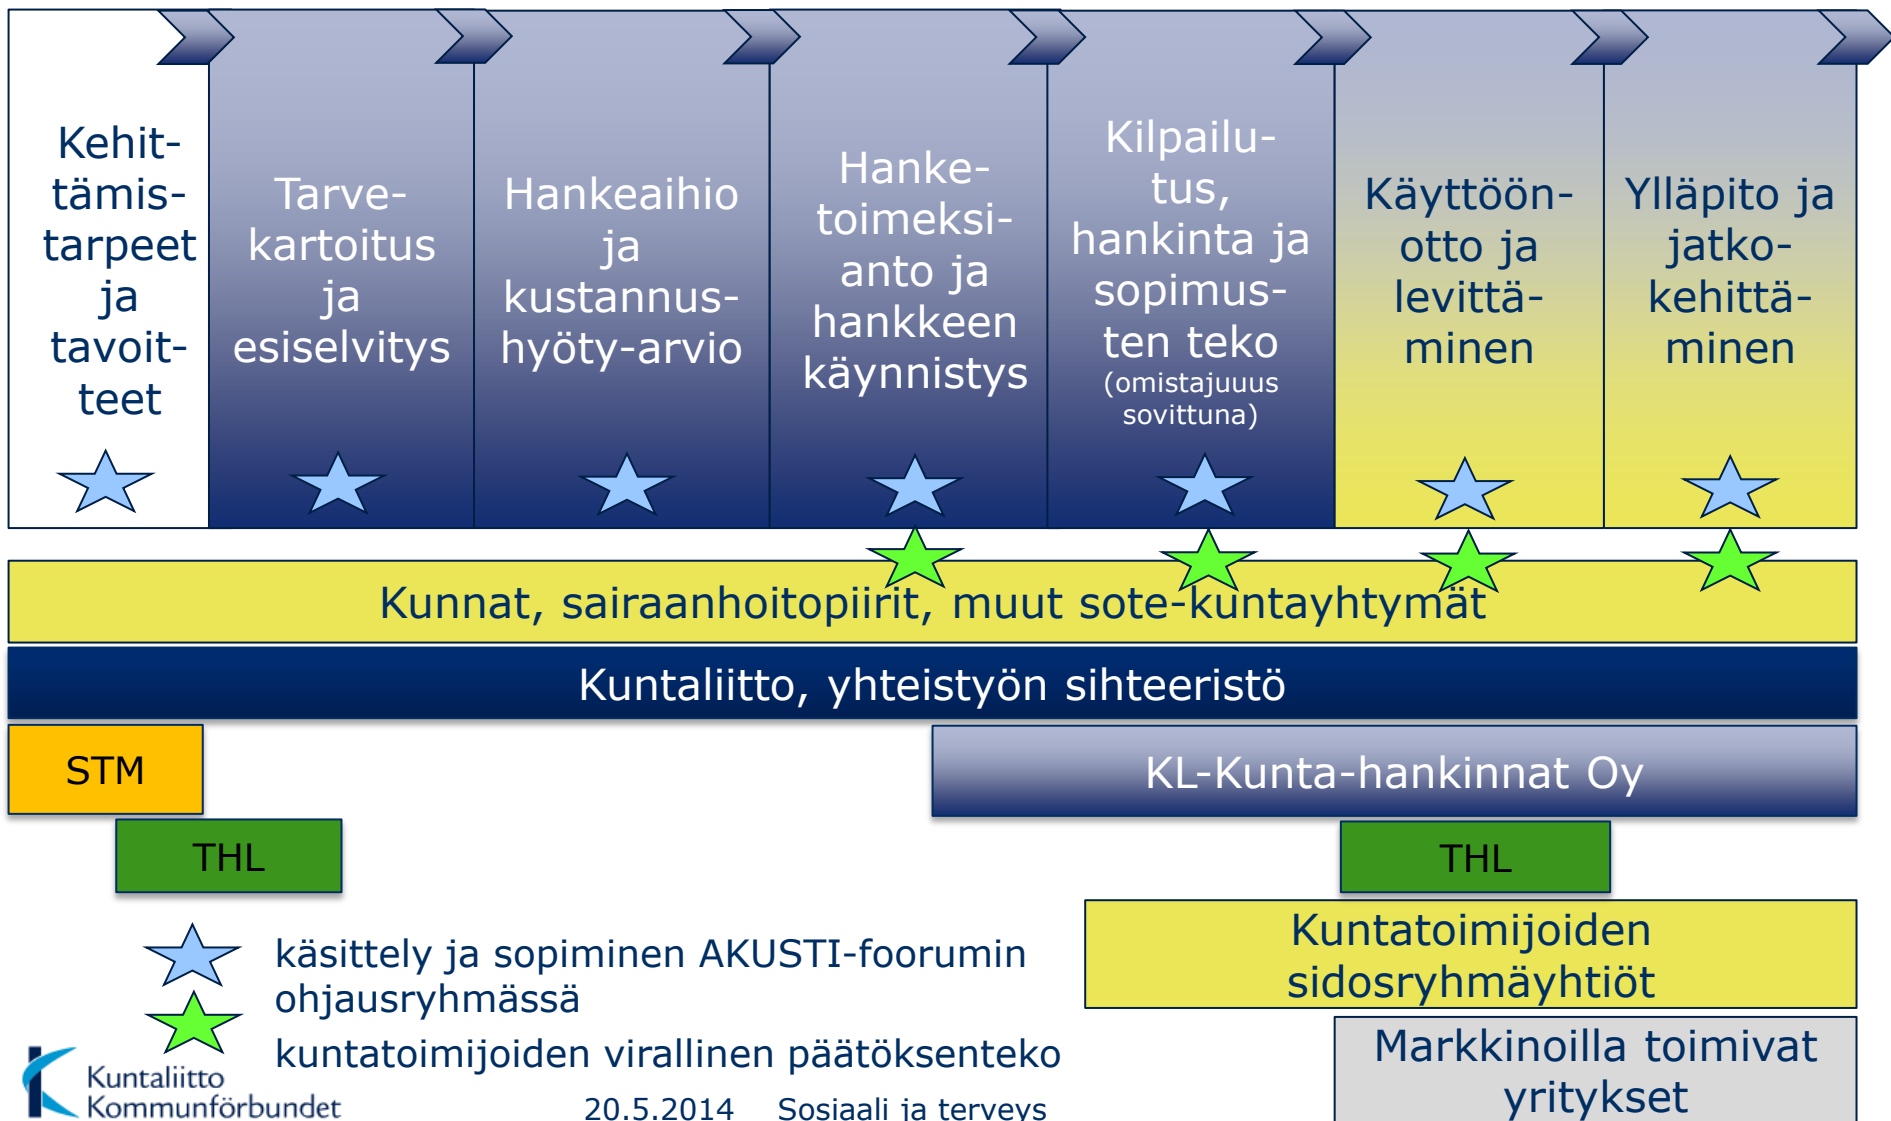 Kehit-
tämis-
tarpeet
ja
tavoit-
teet
Tarve-
kartoitus
ja
esiselvitys
Hankeaihio
ja
kustannus-
hyöty-arvio
Hanke-
toimeksi-
anto ja
hankkeen
käynnistys
Kilpailu-
tus,
hankinta ja
sopimus-
ten teko
(omistajuuus
sovittuna)
Käyttöön-
otto ja
levittä-
minen
Ylläpito ja
jatko-
kehittä-
minen
Kunnat, sairaanhoitopiirit, muut sote-kuntayhtymät
Kuntaliitto, yhteistyön sihteeristö
STM
KL-Kunta-hankinnat Oy
THL
THL
Kuntatoimijoiden
sidosryhmäyhtiöt
Markkinoilla toimivat
yritykset
käsittely ja sopiminen AKUSTI-foorumin
ohjausryhmässä
kuntatoimijoiden virallinen päätöksenteko
Kuntaliitto
Kommunförbundet
20.5.2014 Sosiaali ja terveys